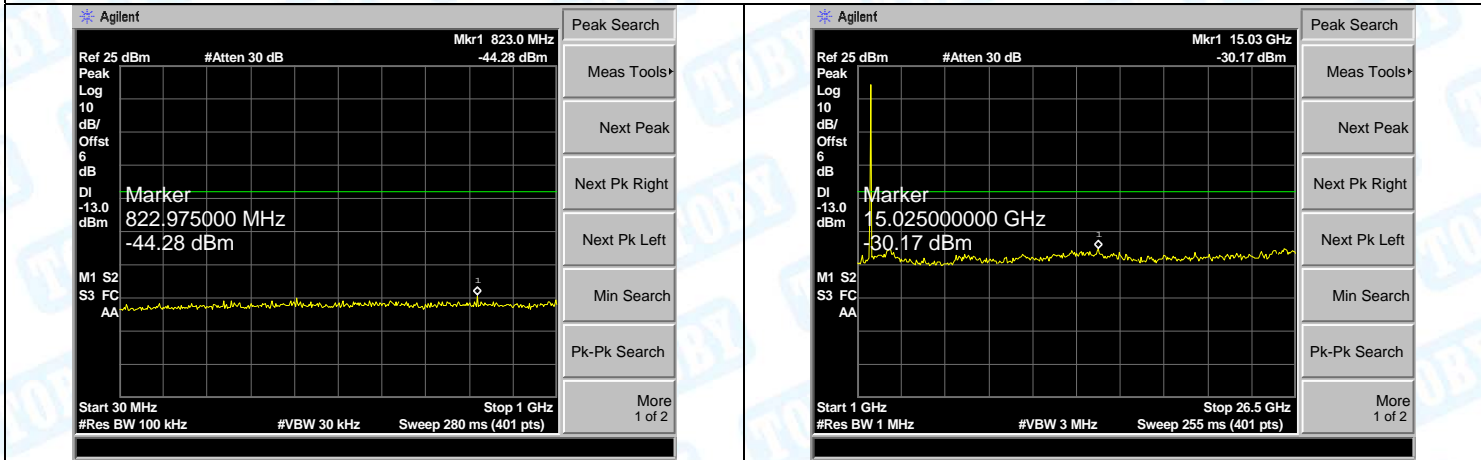 Agilent
Mkr1 823.0 MHz
Ref 25 dBm #Atten 30 dB -44.28 dBm
Peak
Log
10
dB/
Offst
6
dB
DI
-13.0
dBm
Marker
822.975000 MHz
-44.28 dBm
M1 S2
S3 FC
AA
1
Start 30 MHz Stop 1 GHz
#Res BW 100 kHz #VBW 30 kHz Sweep 280 ms (401 pts)
Peak Search
Meas Tools
Next Peak
Next Pk Right
Next Pk Left
Min Search
Pk-Pk Search
More
1 of 2
Agilent
Mkr1 15.03 GHz
Ref 25 dBm #Atten 30 dB -30.17 dBm
Peak
Log
10
dB/
Offst
6
dB
DI
-13.0
dBm
Marker
15.025000000 GHz
-30.17 dBm
M1 S2
S3 FC
AA
1
Start 1 GHz Stop 26.5 GHz
#Res BW 1 MHz #VBW 3 MHz Sweep 255 ms (401 pts)
Peak Search
Meas Tools
Next Peak
Next Pk Right
Next Pk Left
Min Search
Pk-Pk Search
More
1 of 2
TOBY